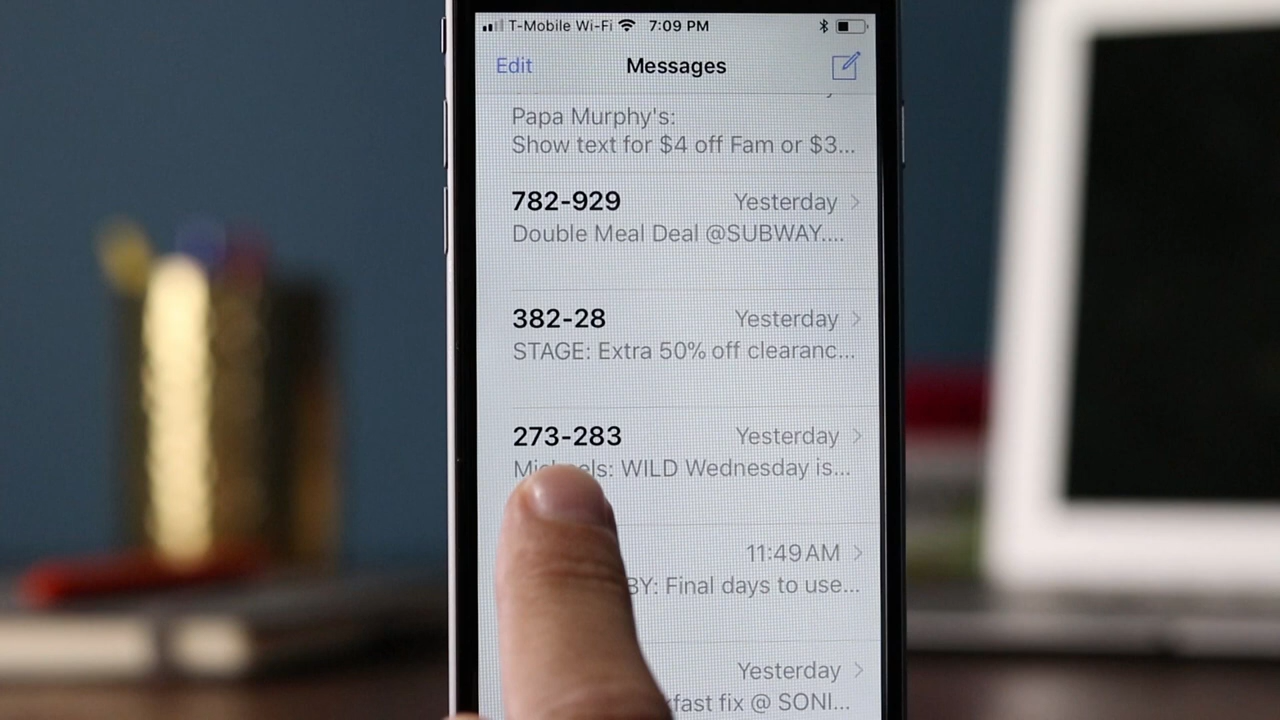 T-Mobile Wi-Fi 7:09 PM
Edit Messages
Papa Murphy's:
Show text for $4 off Fam or $3...
782-929 Yesterday
Double Meal Deal @SUBWAY....
382-28 Yesterday
STAGE: Extra 50% off clearanc...
273-283 Yesterday
: WILD Wednesday is...
11:49 AM
BY: Final days to use...
Yesterday
fast fix @ SONI...